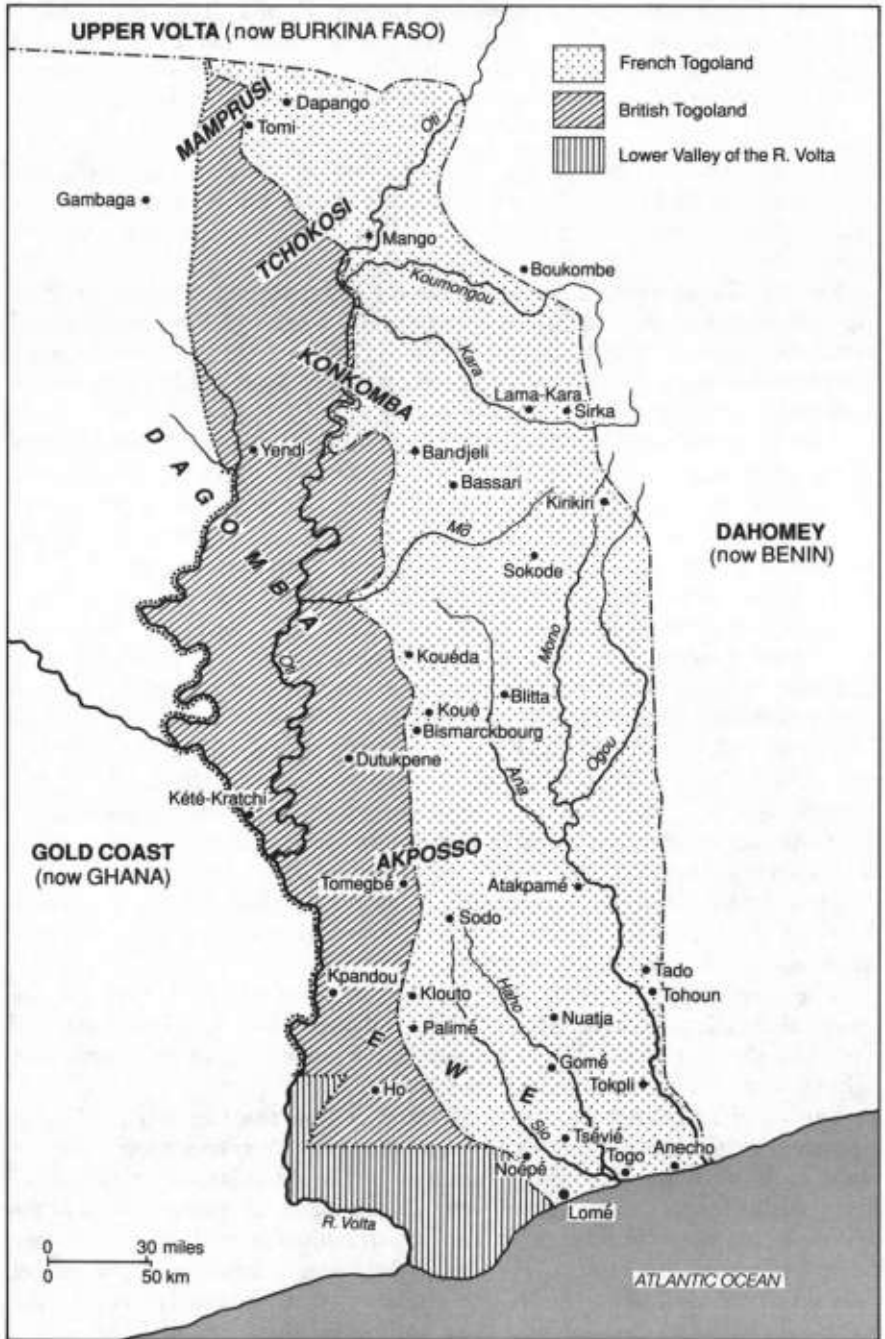 UPPER VOLTA (now BURKINA FASO)
French Togoland
British Togoland
Lower Valley of the R. Volta
MAMPRUSI
Dapango
Tomi
Oti
Gambaga
TCHOKOSI
Mango
Boukombe
Koumongou
Kara
KONKOMBA
Lama-Kara
Sirka
DAGOMBA
Yendi
Bandjeli
Bassari
Kirikiri
Mô
Sokode
DAHOMEY
(now BENIN)
Mono
Oti
Kouéda
Blitta
Koué
Bismarckbourg
Ogou
Ana
Dutukpene
Kété-Kratchi
GOLD COAST
(now GHANA)
AKPOSSO
Tomegbé
Atakpamé
Sodo
Haho
Tado
Tohoun
Kpandou
Klouto
Nuatja
Palimé
EWE
Gomé
Tokpli
Ho
Sio
Tsévié
Noépé
Togo
Anecho
Lomé
R. Volta
0 30 miles
0 50 km
ATLANTIC OCEAN